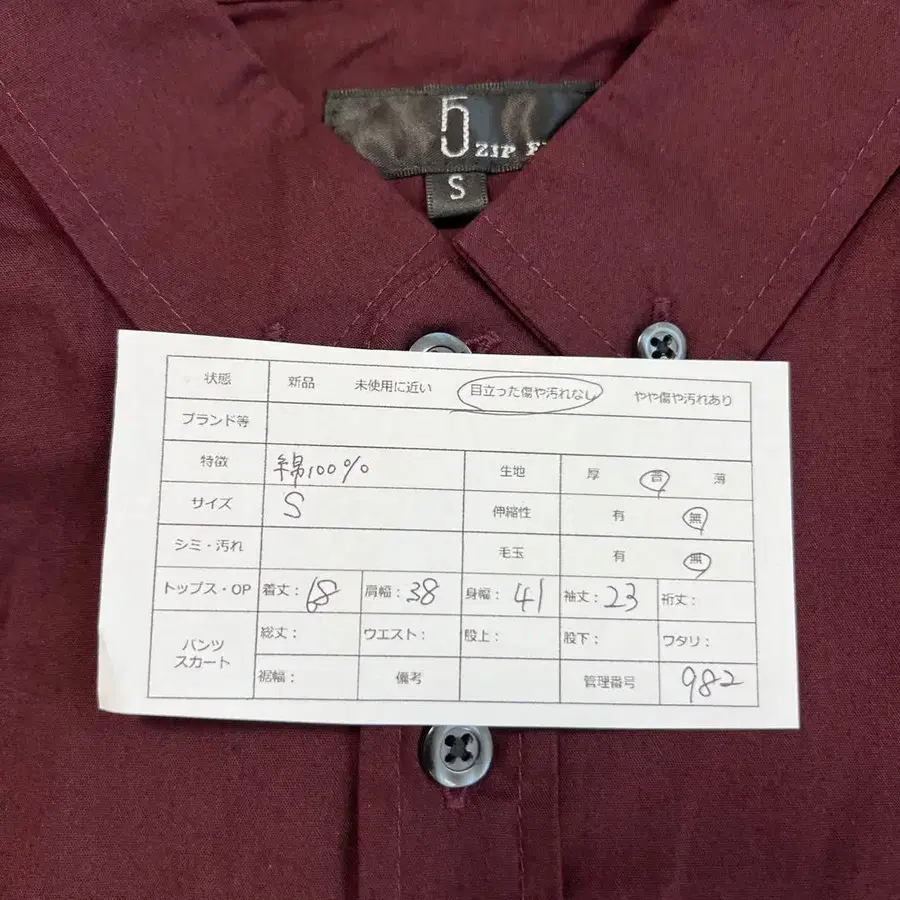 5 ZIP F
S
状態 新品 未使用に近い 目立った傷や汚れなし やや傷や汚れあり
ブランド等
特徴 綿100% 生地 厚 普 薄
サイズ S 伸縮性 有 無
シミ・汚れ 毛玉 有 無
トップス・OP 着丈: 68 肩幅: 38 身幅: 41 袖丈: 23 裄丈:
パンツ スカート 総丈: ウエスト: 股上: 股下: ワタリ:
裾幅: 備考 管理番号 982